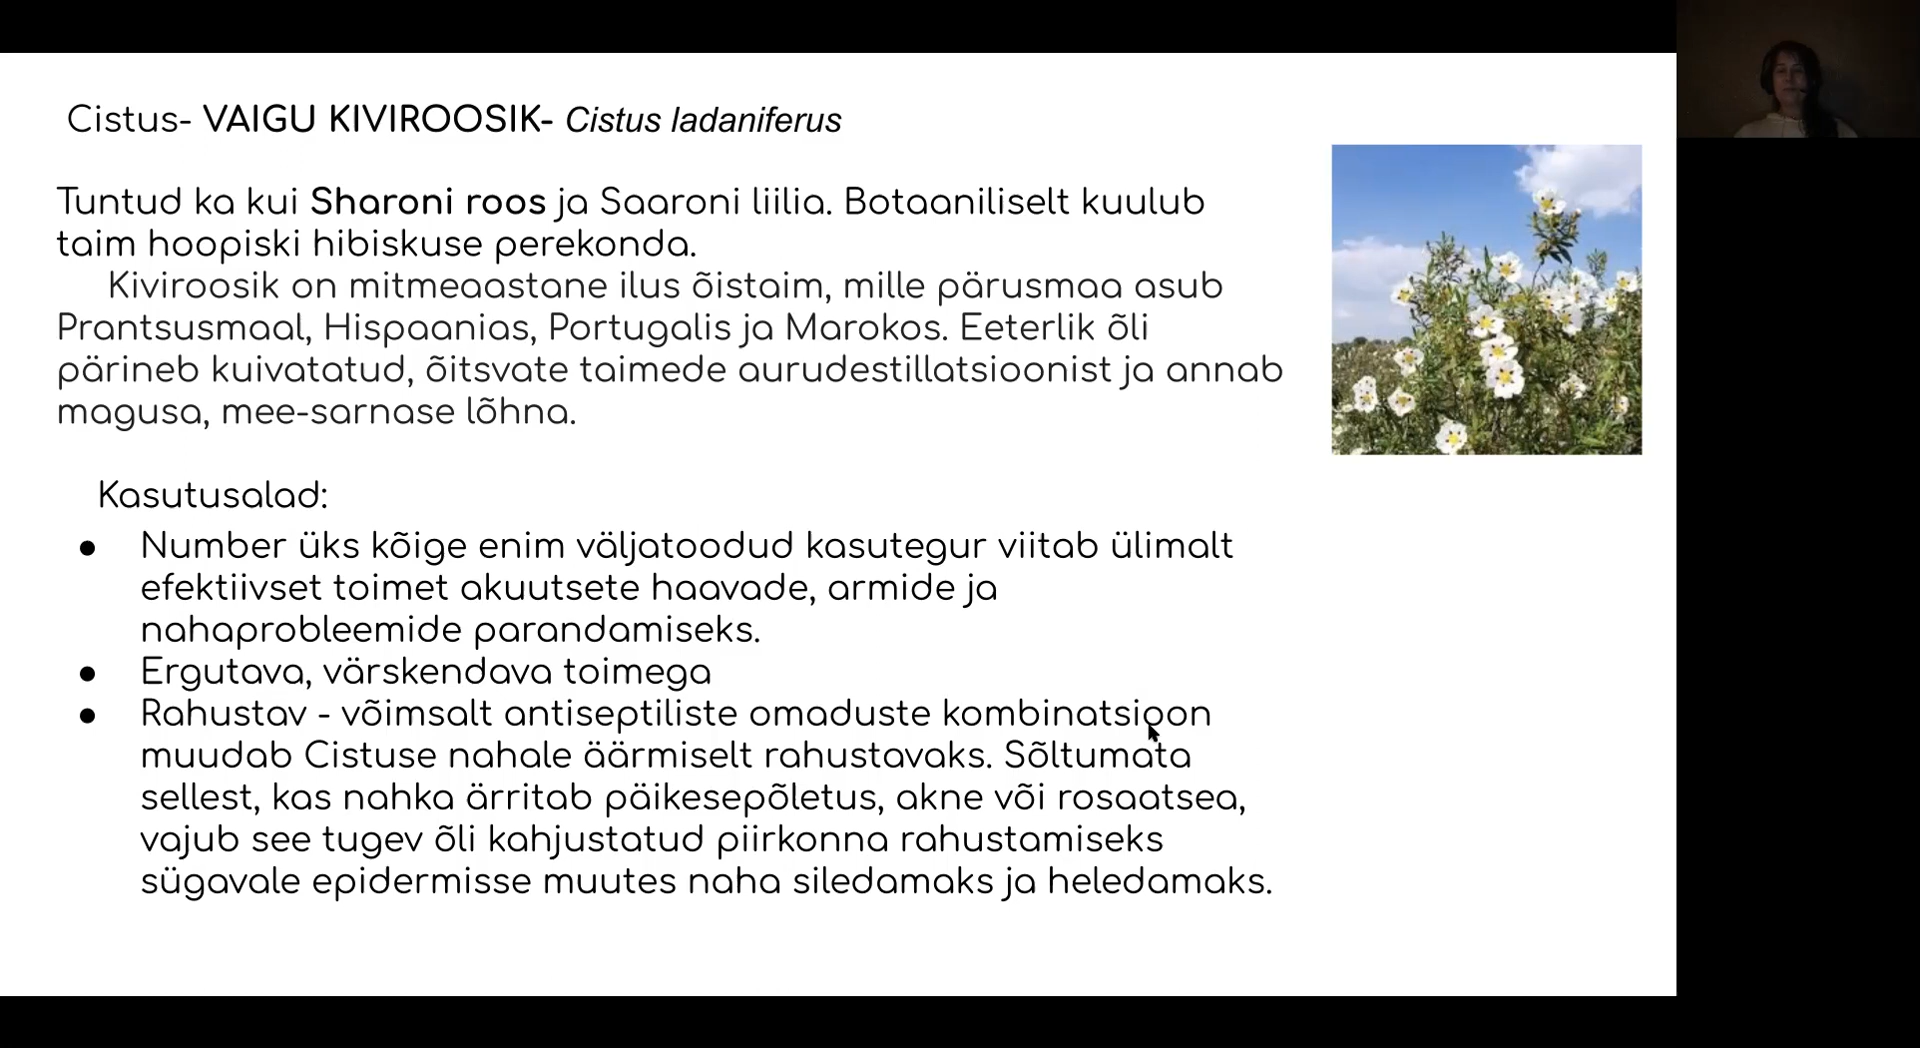 Cistus- VAIGU KIVIROOSIK- Cistus ladaniferus
Tuntud ka kui Sharoni roos ja Saaroni liilia. Botaaniliselt kuulub
taim hoopiski hibiskuse perekonda.
Kiviroosik on mitmeaastane ilus õistaim, mille pärusmaa asub
Prantsusmaal, Hispaanias, Portugalis ja Marokos. Eeterlik õli
pärineb kuivatatud, õitsvate taimede aurudestillatsioonist ja annab
magusa, mee-sarnase lõhna.
Kasutusalad:
● Number üks kõige enim väljatoodud kasutegur viitab ülimalt
efektiivset toimet akuutsete haavade, armide ja
nahaprobleemide parandamiseks.
● Ergutava, värskendava toimega
● Rahustav - võimsalt antiseptiliste omaduste kombinatsioon
muudab Cistuse nahale äärmiselt rahustavaks. Sõltumata
sellest, kas nahka ärritab päikesepõletus, akne või rosaatsea,
vajub see tugev õli kahjustatud piirkonna rahustamiseks
sügavale epidermisse muutes naha siledamaks ja heledamaks.